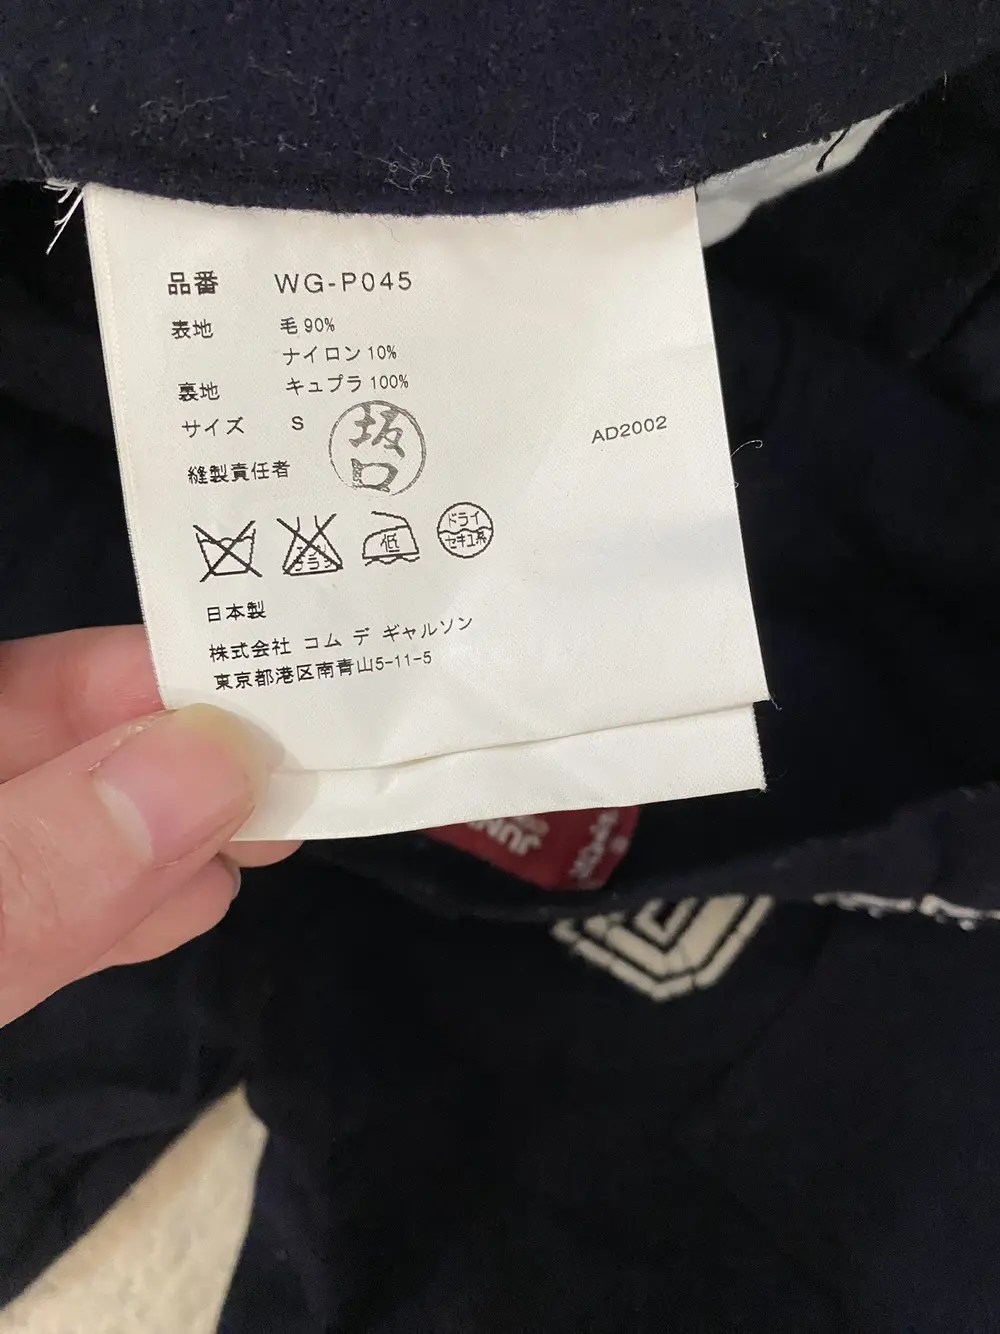 品番 WG-P045
表地 毛 90%
ナイロン 10%
裏地 キュプラ 100%
サイズ S
縫製責任者 坂口
AD2002
低
ドライ
セキユ系
日本製
株式会社 コム デ ギャルソン
東京都港区南青山5-11-5
JUN